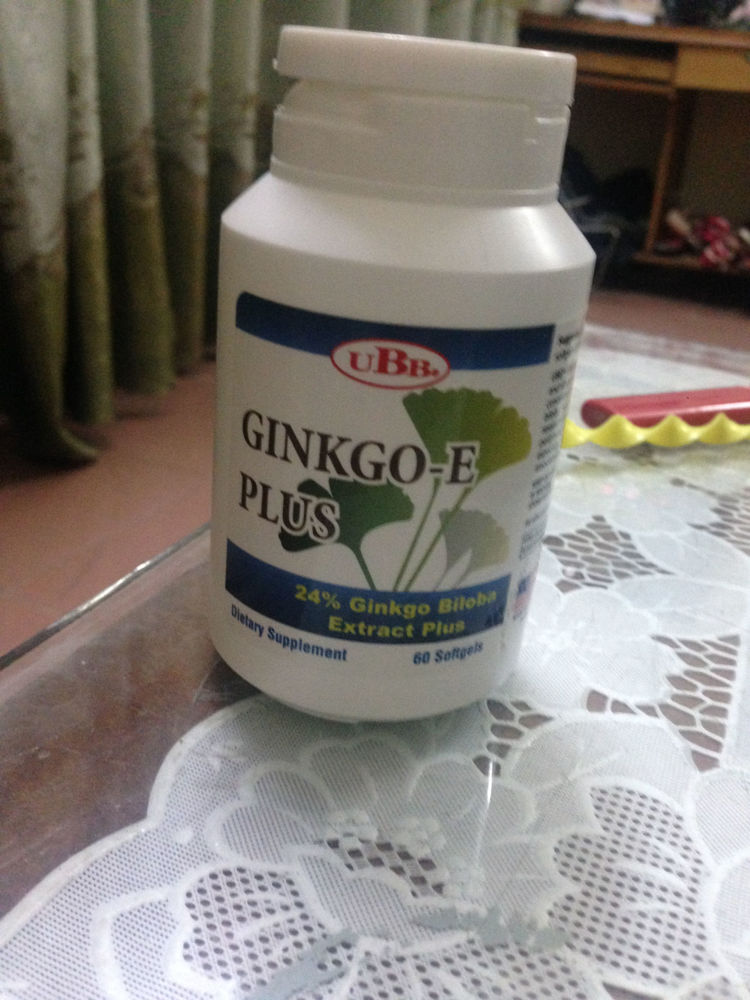 UBB.
GINKGO-E
PLUS
24% Ginkgo Biloba
Extract Plus
Dietary Supplement
60 Softgels